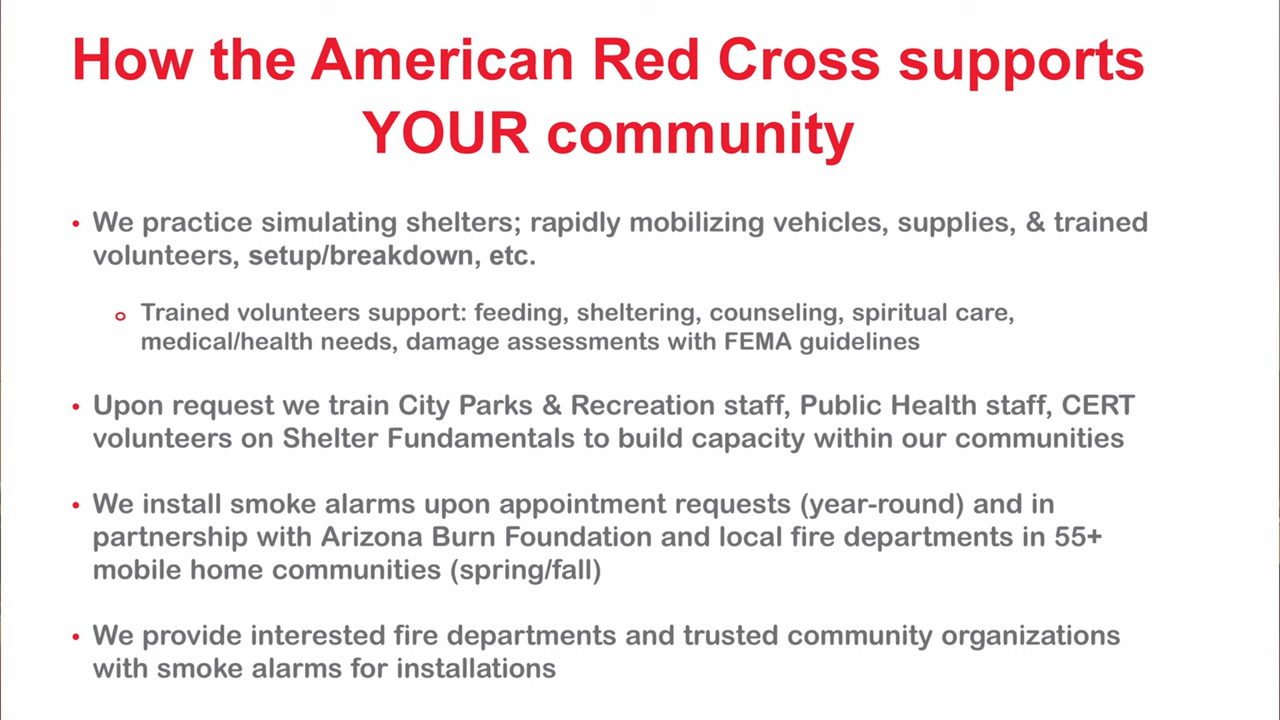 How the American Red Cross supports
YOUR community
• We practice simulating shelters; rapidly mobilizing vehicles, supplies, & trained
volunteers, setup/breakdown, etc.
o Trained volunteers support: feeding, sheltering, counseling, spiritual care,
medical/health needs, damage assessments with FEMA guidelines
• Upon request we train City Parks & Recreation staff, Public Health staff, CERT
volunteers on Shelter Fundamentals to build capacity within our communities
• We install smoke alarms upon appointment requests (year-round) and in
partnership with Arizona Burn Foundation and local fire departments in 55+
mobile home communities (spring/fall)
• We provide interested fire departments and trusted community organizations
with smoke alarms for installations